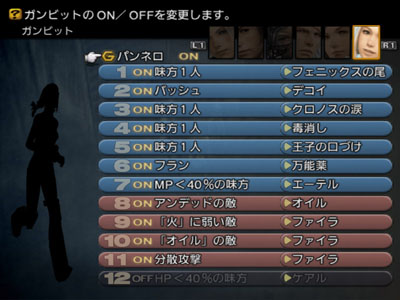 ガンビットのON／OFFを変更します。
ガンビット
L1 R1
パンネロ ON
1 ON 味方1人 フェニックスの尾
2 ON バッシュ デコイ
3 ON 味方1人 クロノスの涙
4 ON 味方1人 毒消し
5 ON 味方1人 王子の口づけ
6 ON フラン 万能薬
7 ON MP＜40％の味方 エーテル
8 ON アンデッドの敵 オイル
9 ON 「火」に弱い敵 ファイラ
10 ON 「オイル」の敵 ファイラ
11 ON 分散攻撃 ファイラ
12 OFF HP＜40％の味方 ケアル